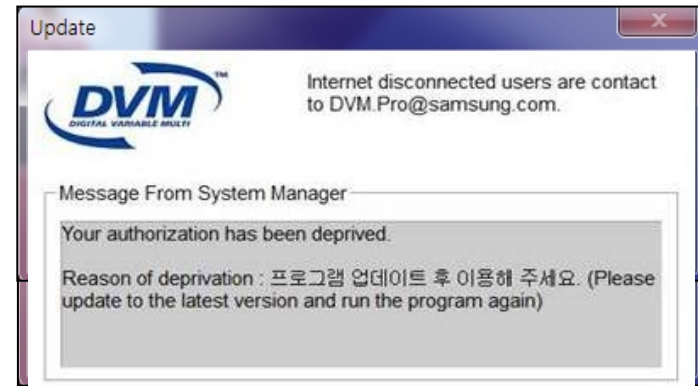 Update
DVM TM
DIGITAL VARIABLE MULTI
Internet disconnected users are contact
to DVM.Pro@samsung.com.
Message From System Manager
Your authorization has been deprived.
Reason of deprivation : 프로그램 업데이트 후 이용해 주세요. (Please
update to the latest version and run the program again)